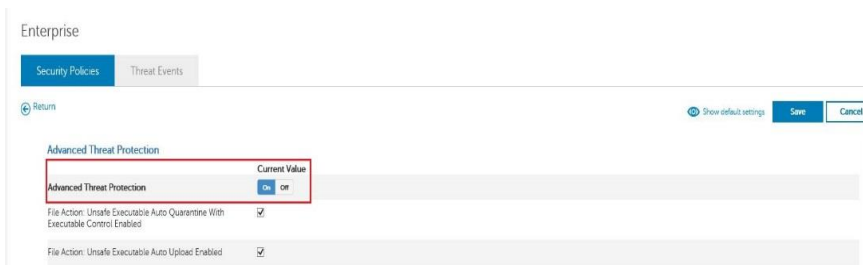 Enterprise
Security Policies Threat Events
Return
Show default settings Save Cancel
Advanced Threat Protection
Current Value
Advanced Threat Protection On Off
File Action: Unsafe Executable Auto Quarantine With
Executable Control Enabled
File Action: Unsafe Executable Auto Upload Enabled